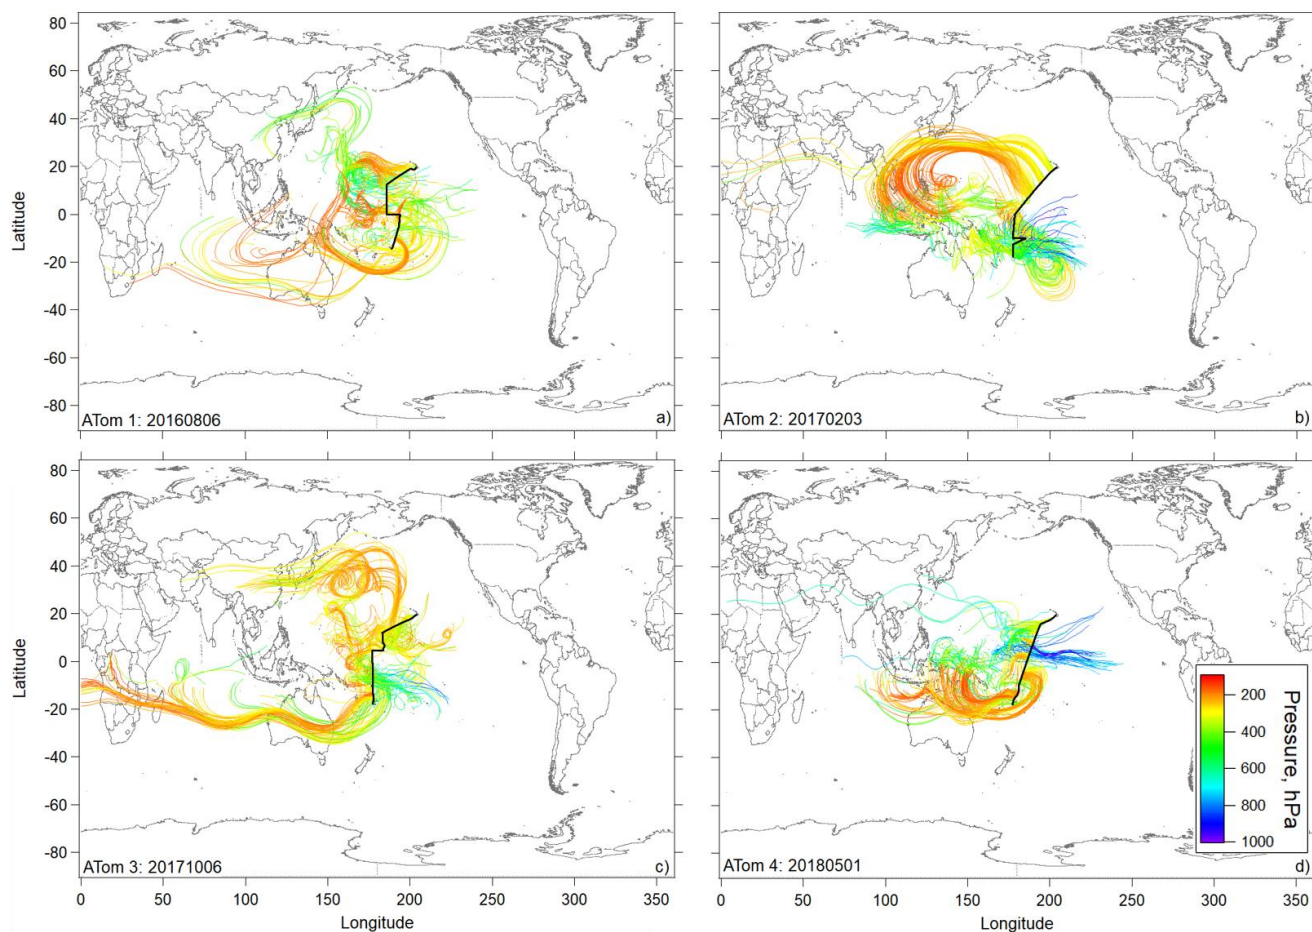 80
60
40
20
0
-20
-40
-60
-80
Latitude
ATom 1: 20160806
a)
ATom 2: 20170203
b)
0 50 100 150 200 250 300 350
Longitude
0 50 100 150 200 250 300 350
Longitude
80
60
40
20
0
-20
-40
-60
-80
Latitude
ATom 3: 20171006
c)
ATom 4: 20180501
d)
200
400
600
800
1000
Pressure, hPa